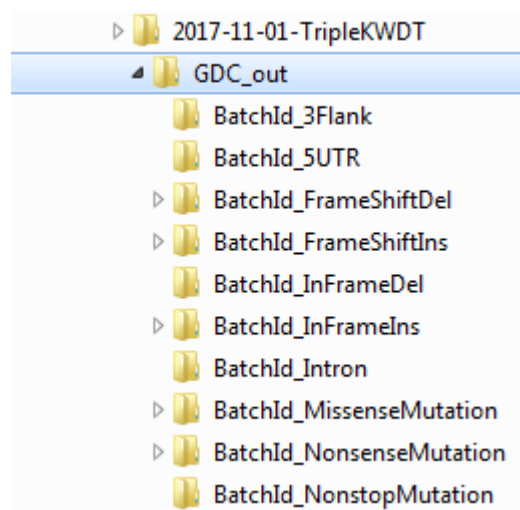 2017-11-01-TripleKWDT
GDC_out
BatchId_3Flank
BatchId_5UTR
BatchId_FrameShiftDel
BatchId_FrameShiftIns
BatchId_InFrameDel
BatchId_InFrameIns
BatchId_Intron
BatchId_MissenseMutation
BatchId_NonsenseMutation
BatchId_NonstopMutation